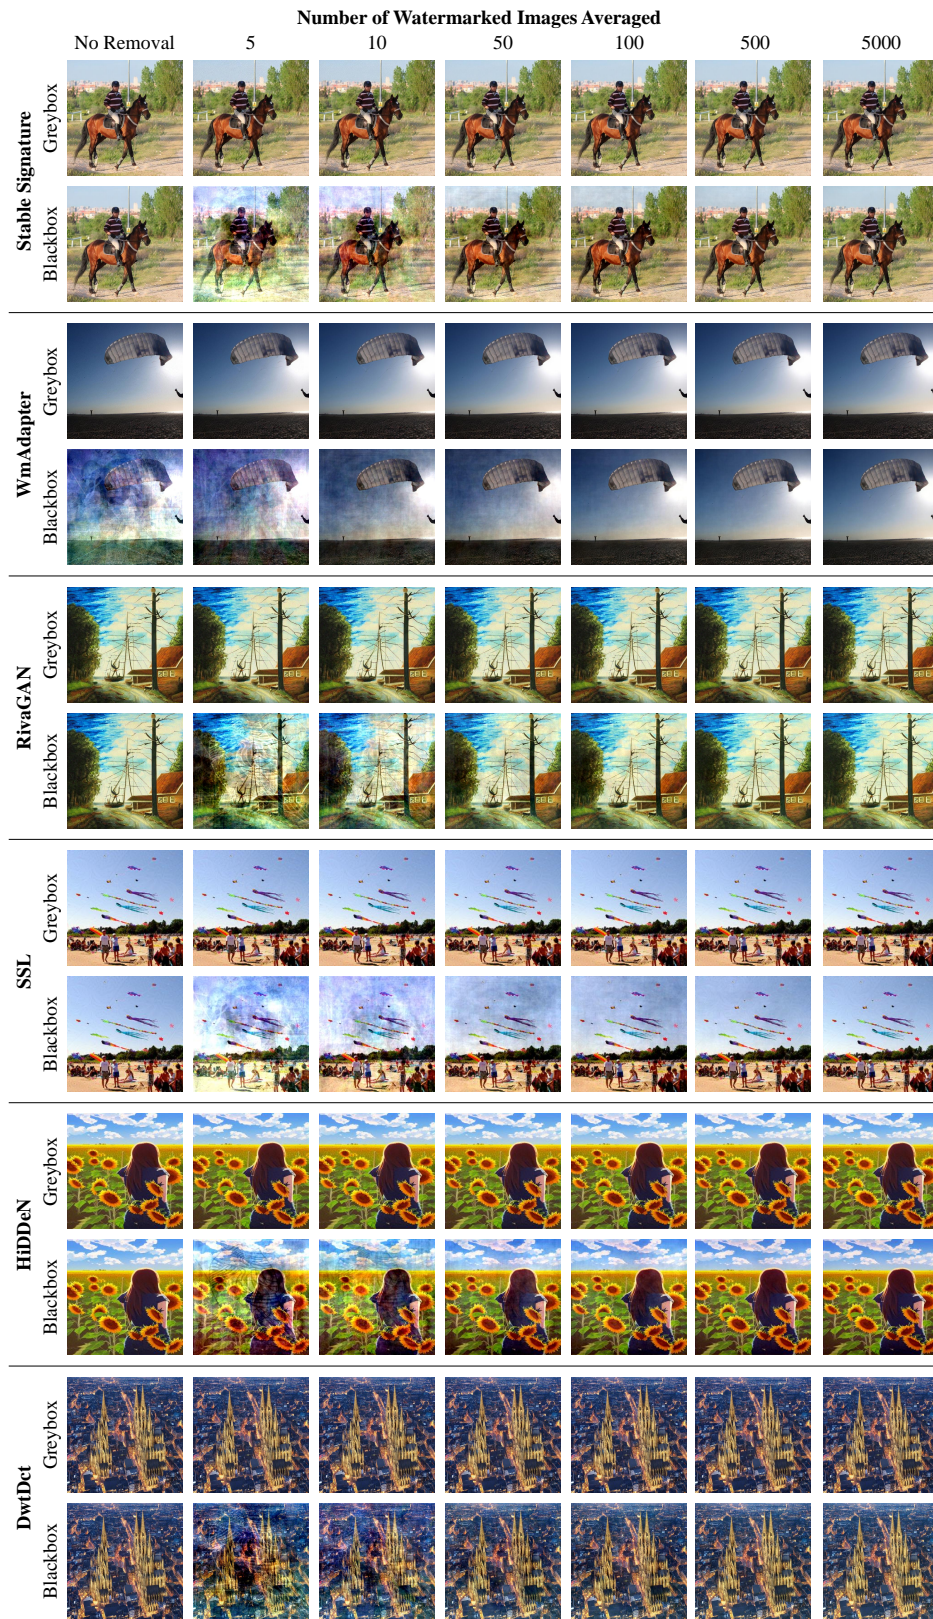 Number of Watermarked Images Averaged
No Removal 5 10 50 100 500 5000
Stable Signature
Greybox
Blackbox
WmAdapter
Greybox
Blackbox
RivaGAN
Greybox
Blackbox
SSL
Greybox
Blackbox
HiDDeN
Greybox
Blackbox
DwtDct
Greybox
Blackbox